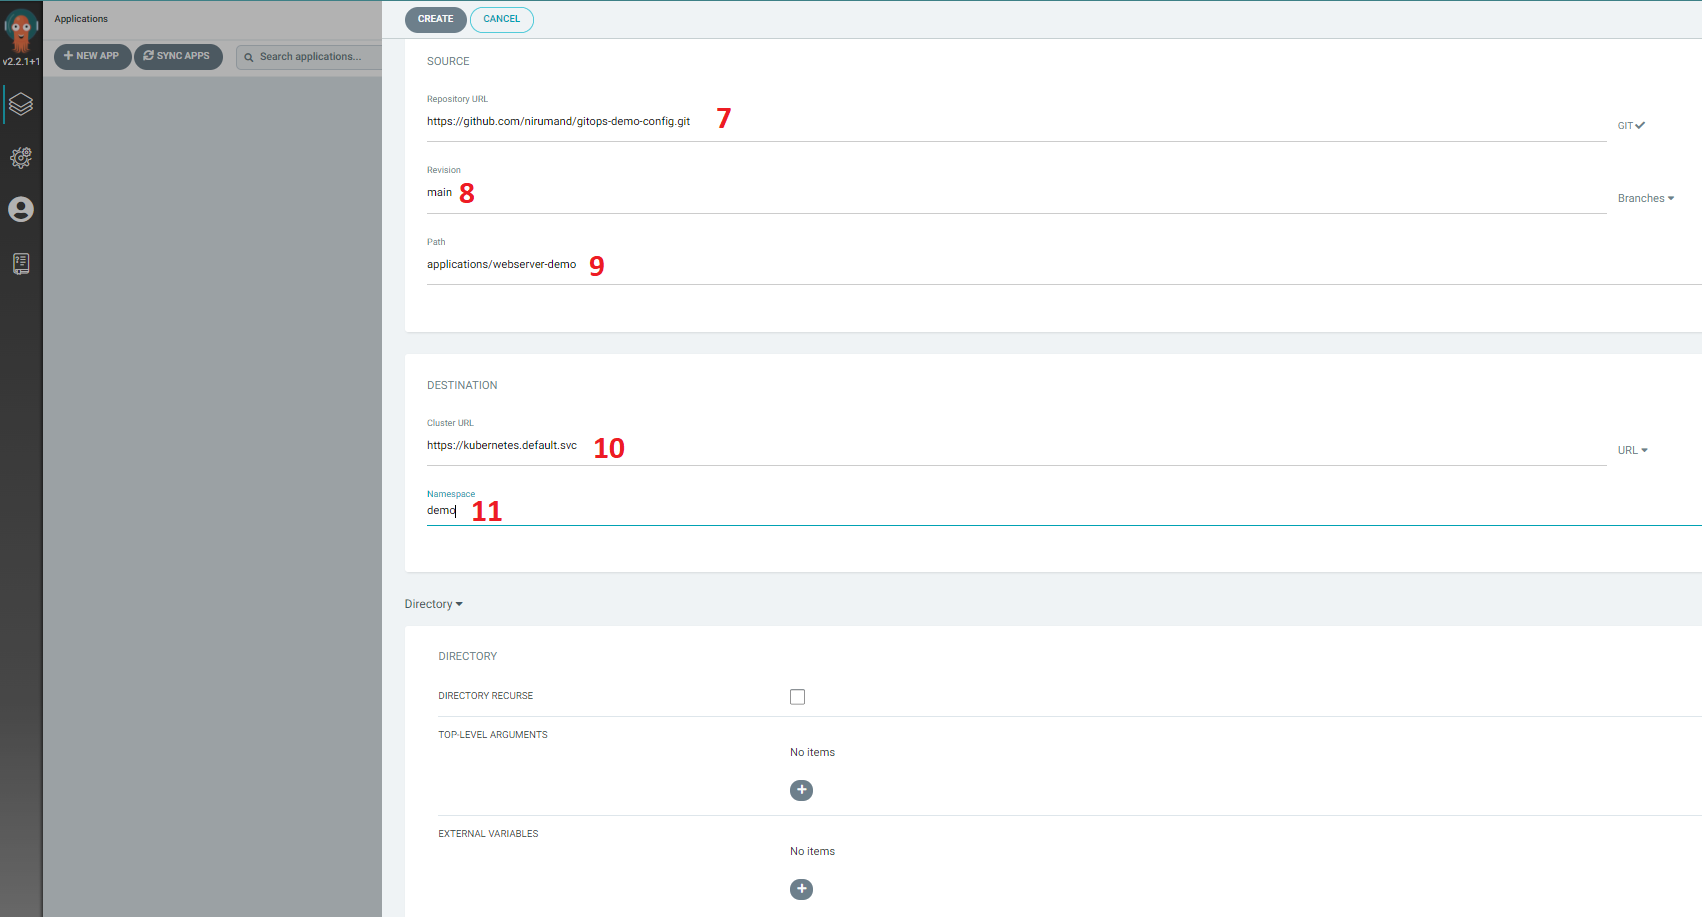 Applications
v2.2.1+1
NEW APP
SYNC APPS
Search applications...
CREATE
CANCEL
SOURCE
Repository URL
https://github.com/nirumand/gitops-demo-config.git 7
GIT
Revision
main 8
Branches
Path
applications/webserver-demo 9
DESTINATION
Cluster URL
https://kubernetes.default.svc 10
URL
Namespace
demo 11
Directory
DIRECTORY
DIRECTORY RECURSE
TOP-LEVEL ARGUMENTS
No items
EXTERNAL VARIABLES
No items